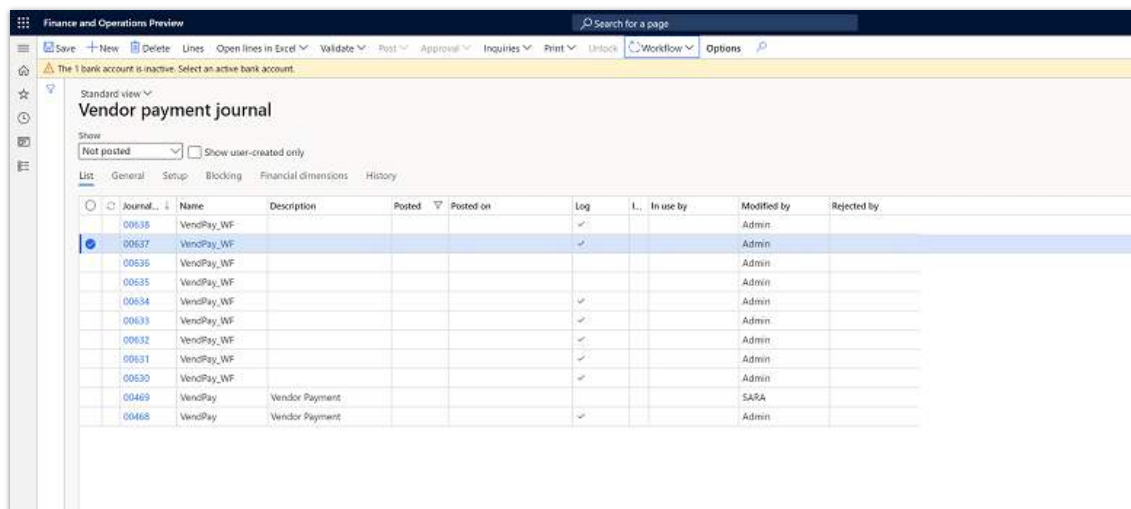 Finance and Operations Preview
Search for a page
Save New Delete Lines Open lines in Excel Validate Post Approval Inquiries Print Unlock Workflow Options
The 1 bank account is inactive. Select an active bank account.
Standard view
Vendor payment journal
Show
Not posted Show user-created only
List General Setup Blocking Financial dimensions History
Journal... Name Description Posted Posted on Log I... In use by Modified by Rejected by
00638 VendPay_WF Admin
00637 VendPay_WF Admin
00636 VendPay_WF Admin
00635 VendPay_WF Admin
00634 VendPay_WF Admin
00633 VendPay_WF Admin
00632 VendPay_WF Admin
00631 VendPay_WF Admin
00630 VendPay_WF Admin
00469 VendPay Vendor Payment SARA
00468 VendPay Vendor Payment Admin